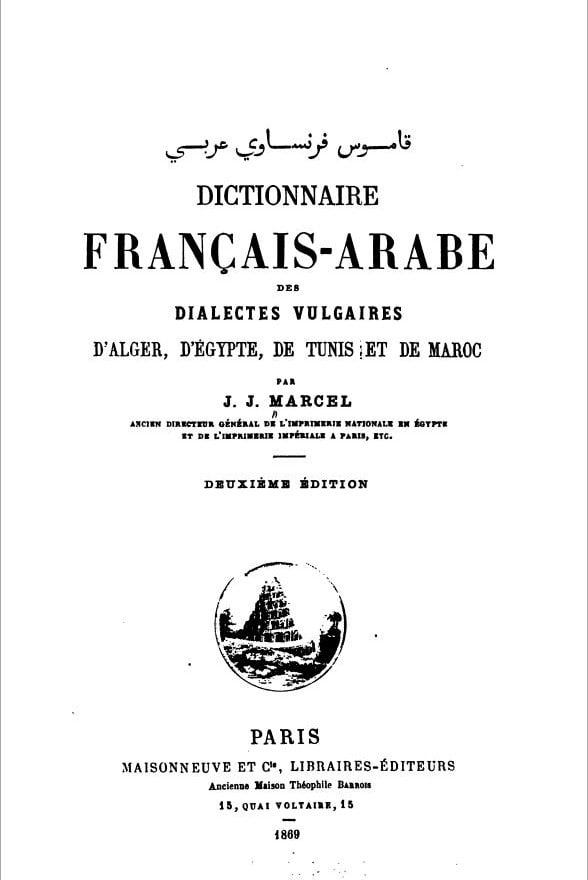 قاموس فرنساوي عربي
DICTIONNAIRE
FRANÇAIS-ARABE
DES
DIALECTES VULGAIRES
D'ALGER, D'ÉGYPTE, DE TUNIS ET DE MAROC
PAR
J. J. MARCEL
ANCIEN DIRECTEUR GÉNÉRAL DE L'IMPRIMERIE NATIONALE EN ÉGYPTE
ET DE L'IMPRIMERIE IMPÉRIALE A PARIS, ETC.
DEUXIÈME ÉDITION
PARIS
MAISONNEUVE ET Cie, LIBRAIRES-ÉDITEURS
Ancienne Maison Théophile BARROIS
15, QUAI VOLTAIRE, 15
1869